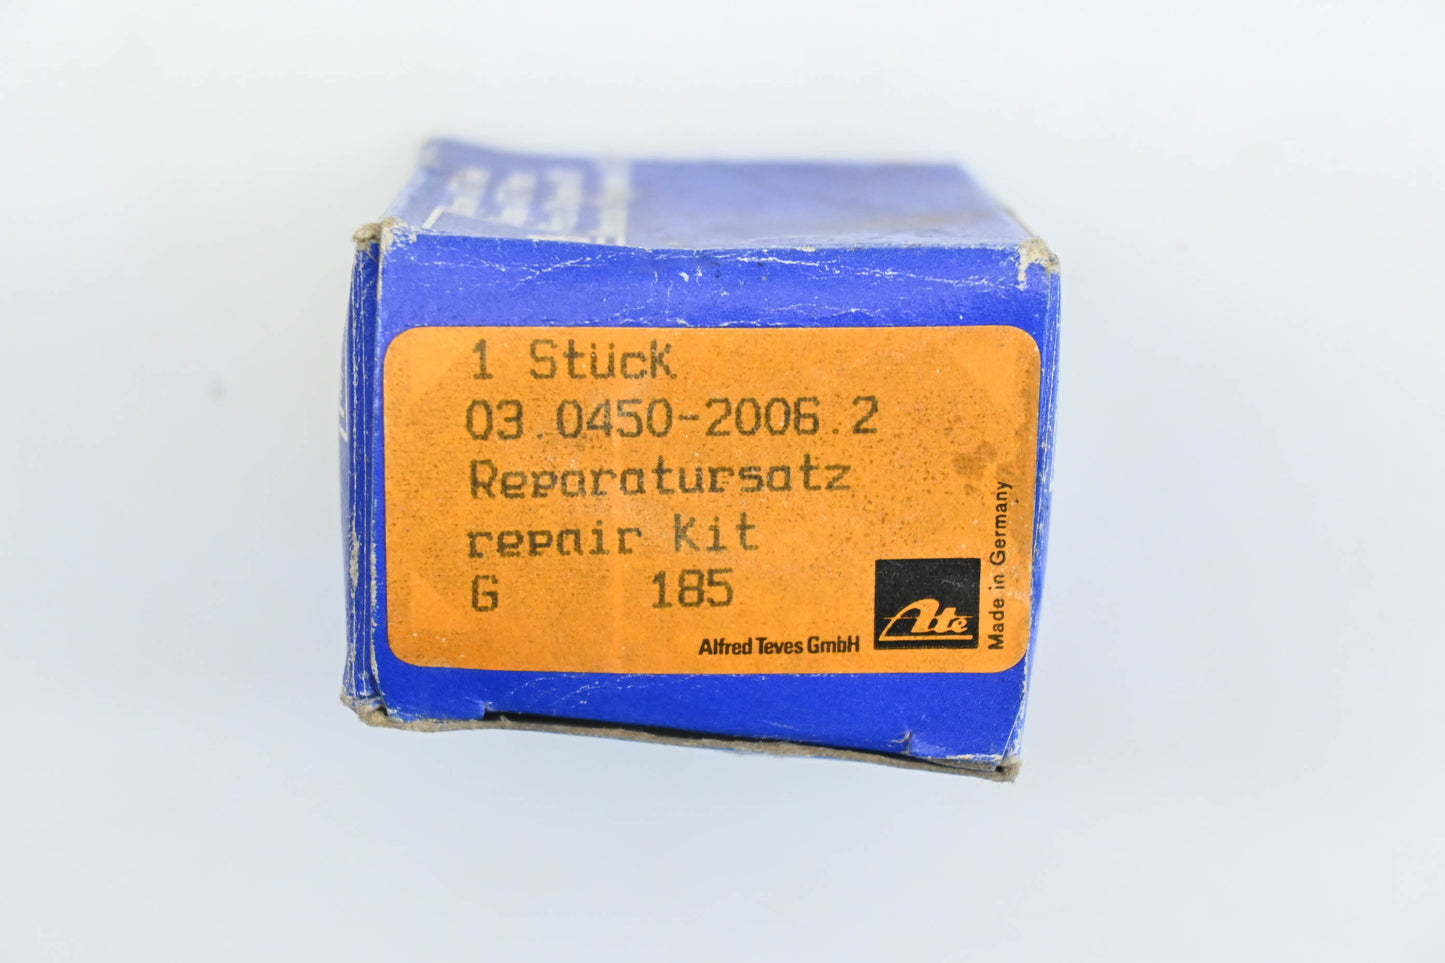 1 Stück
03.0450-2006.2
Reparatursatz
repair Kit
G 185
Alfred Teves GmbH
Ate
Made in Germany